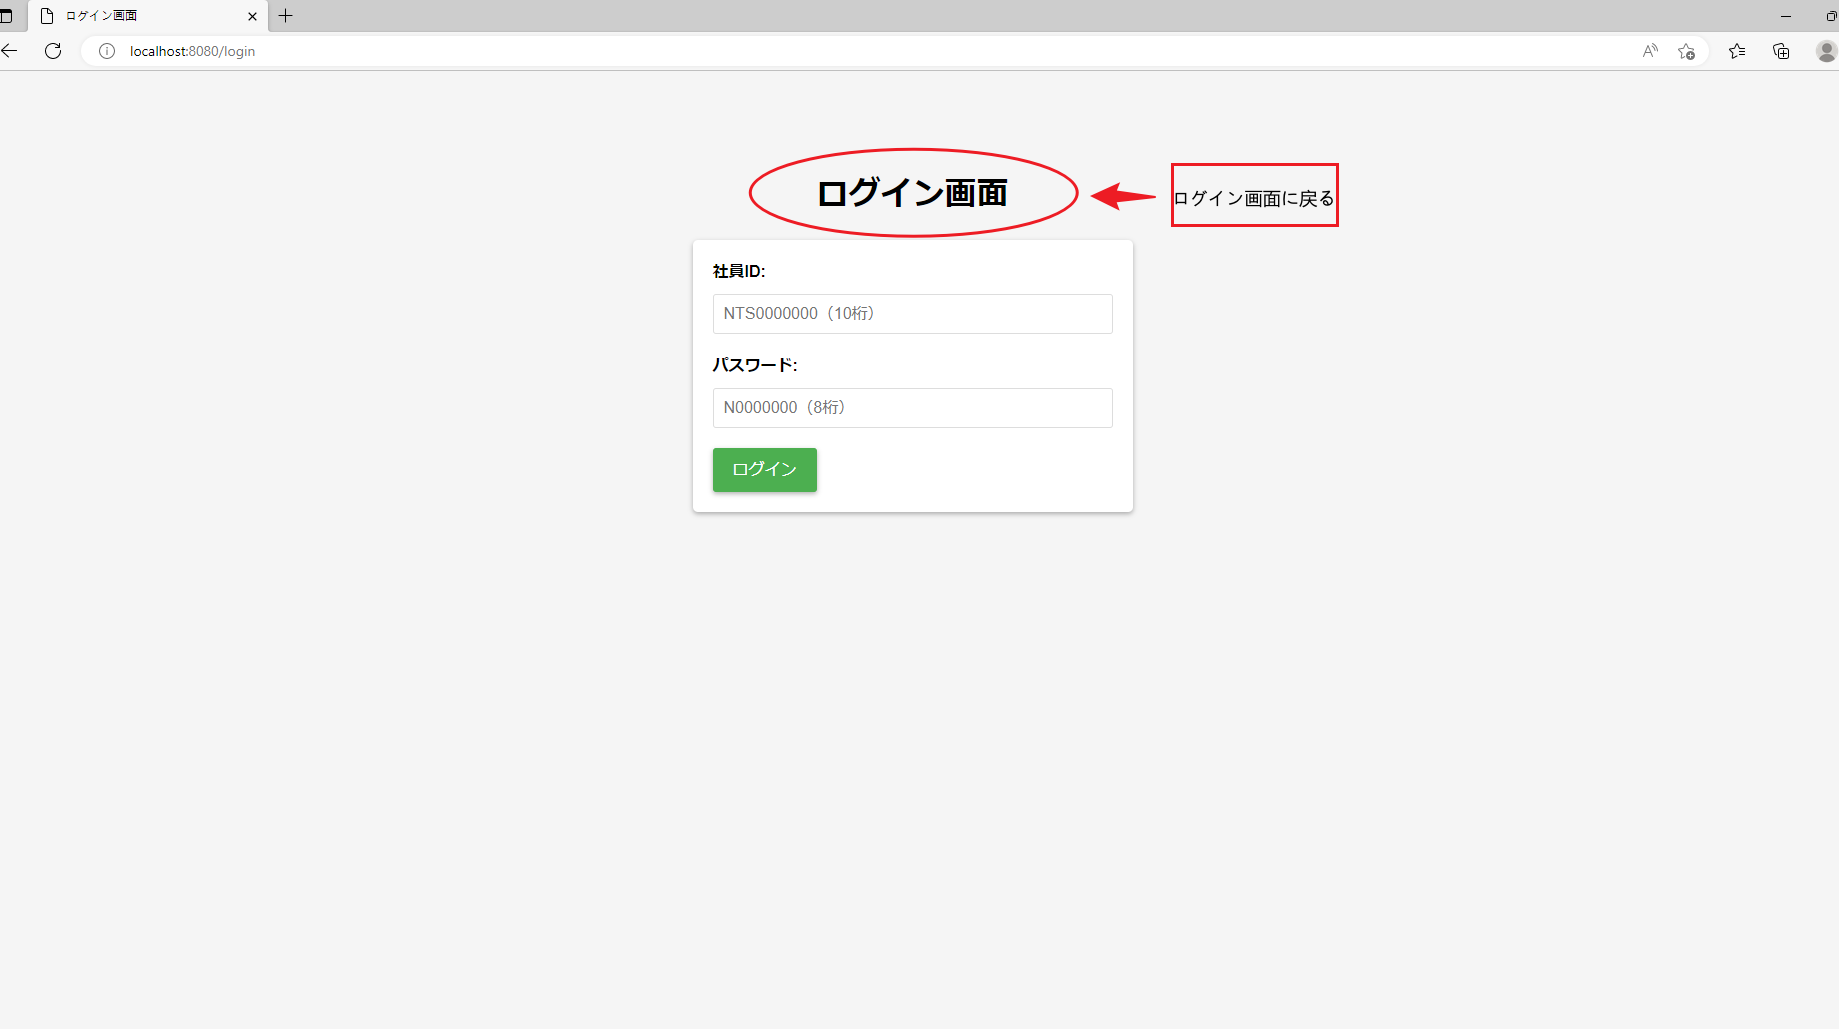 ログイン画面
localhost:8080/login
ログイン画面
ログイン画面に戻る
社員ID:
NTS0000000（10桁）
パスワード:
N0000000（8桁）
ログイン